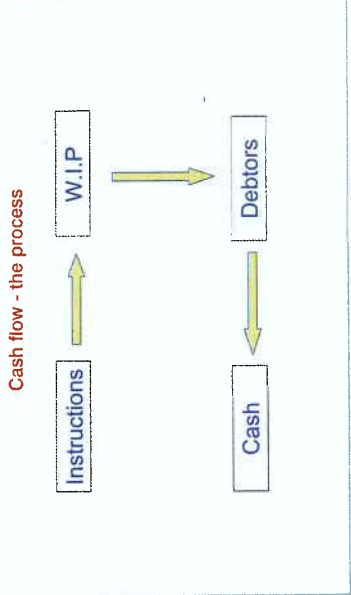 Cash flow - the process
Instructions
W.I.P
Debtors
Cash